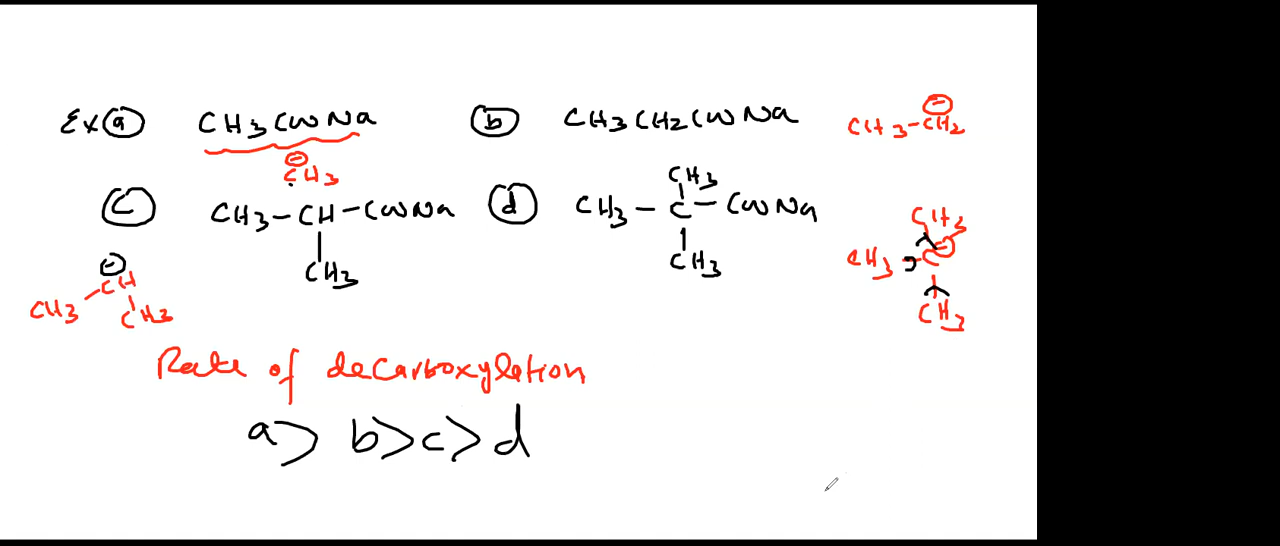 Ex (a) CH3COONa (b) CH3CH2COONa CH3-CH2 ⊖
⊖
CH3 CH3
(c) CH3-CH-COONa (d) CH3-C-COONa CH3
⊖ CH3 CH3 CH3 C ⊖
CH
CH3 CH3 CH3
Rate of decarboxylation
a> b>c>d